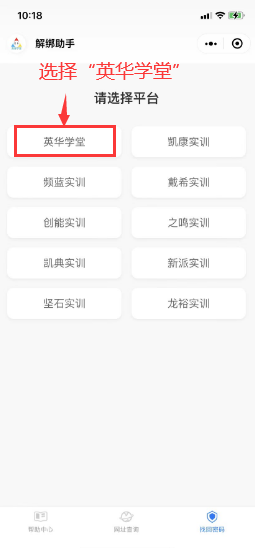 10:18
解绑助手
选择“英华学堂”
请选择平台
英华学堂
凯康实训
频蓝实训
戴希实训
创能实训
之鸣实训
凯典实训
新派实训
坚石实训
龙裕实训
帮助中心
网址查询
找回密码